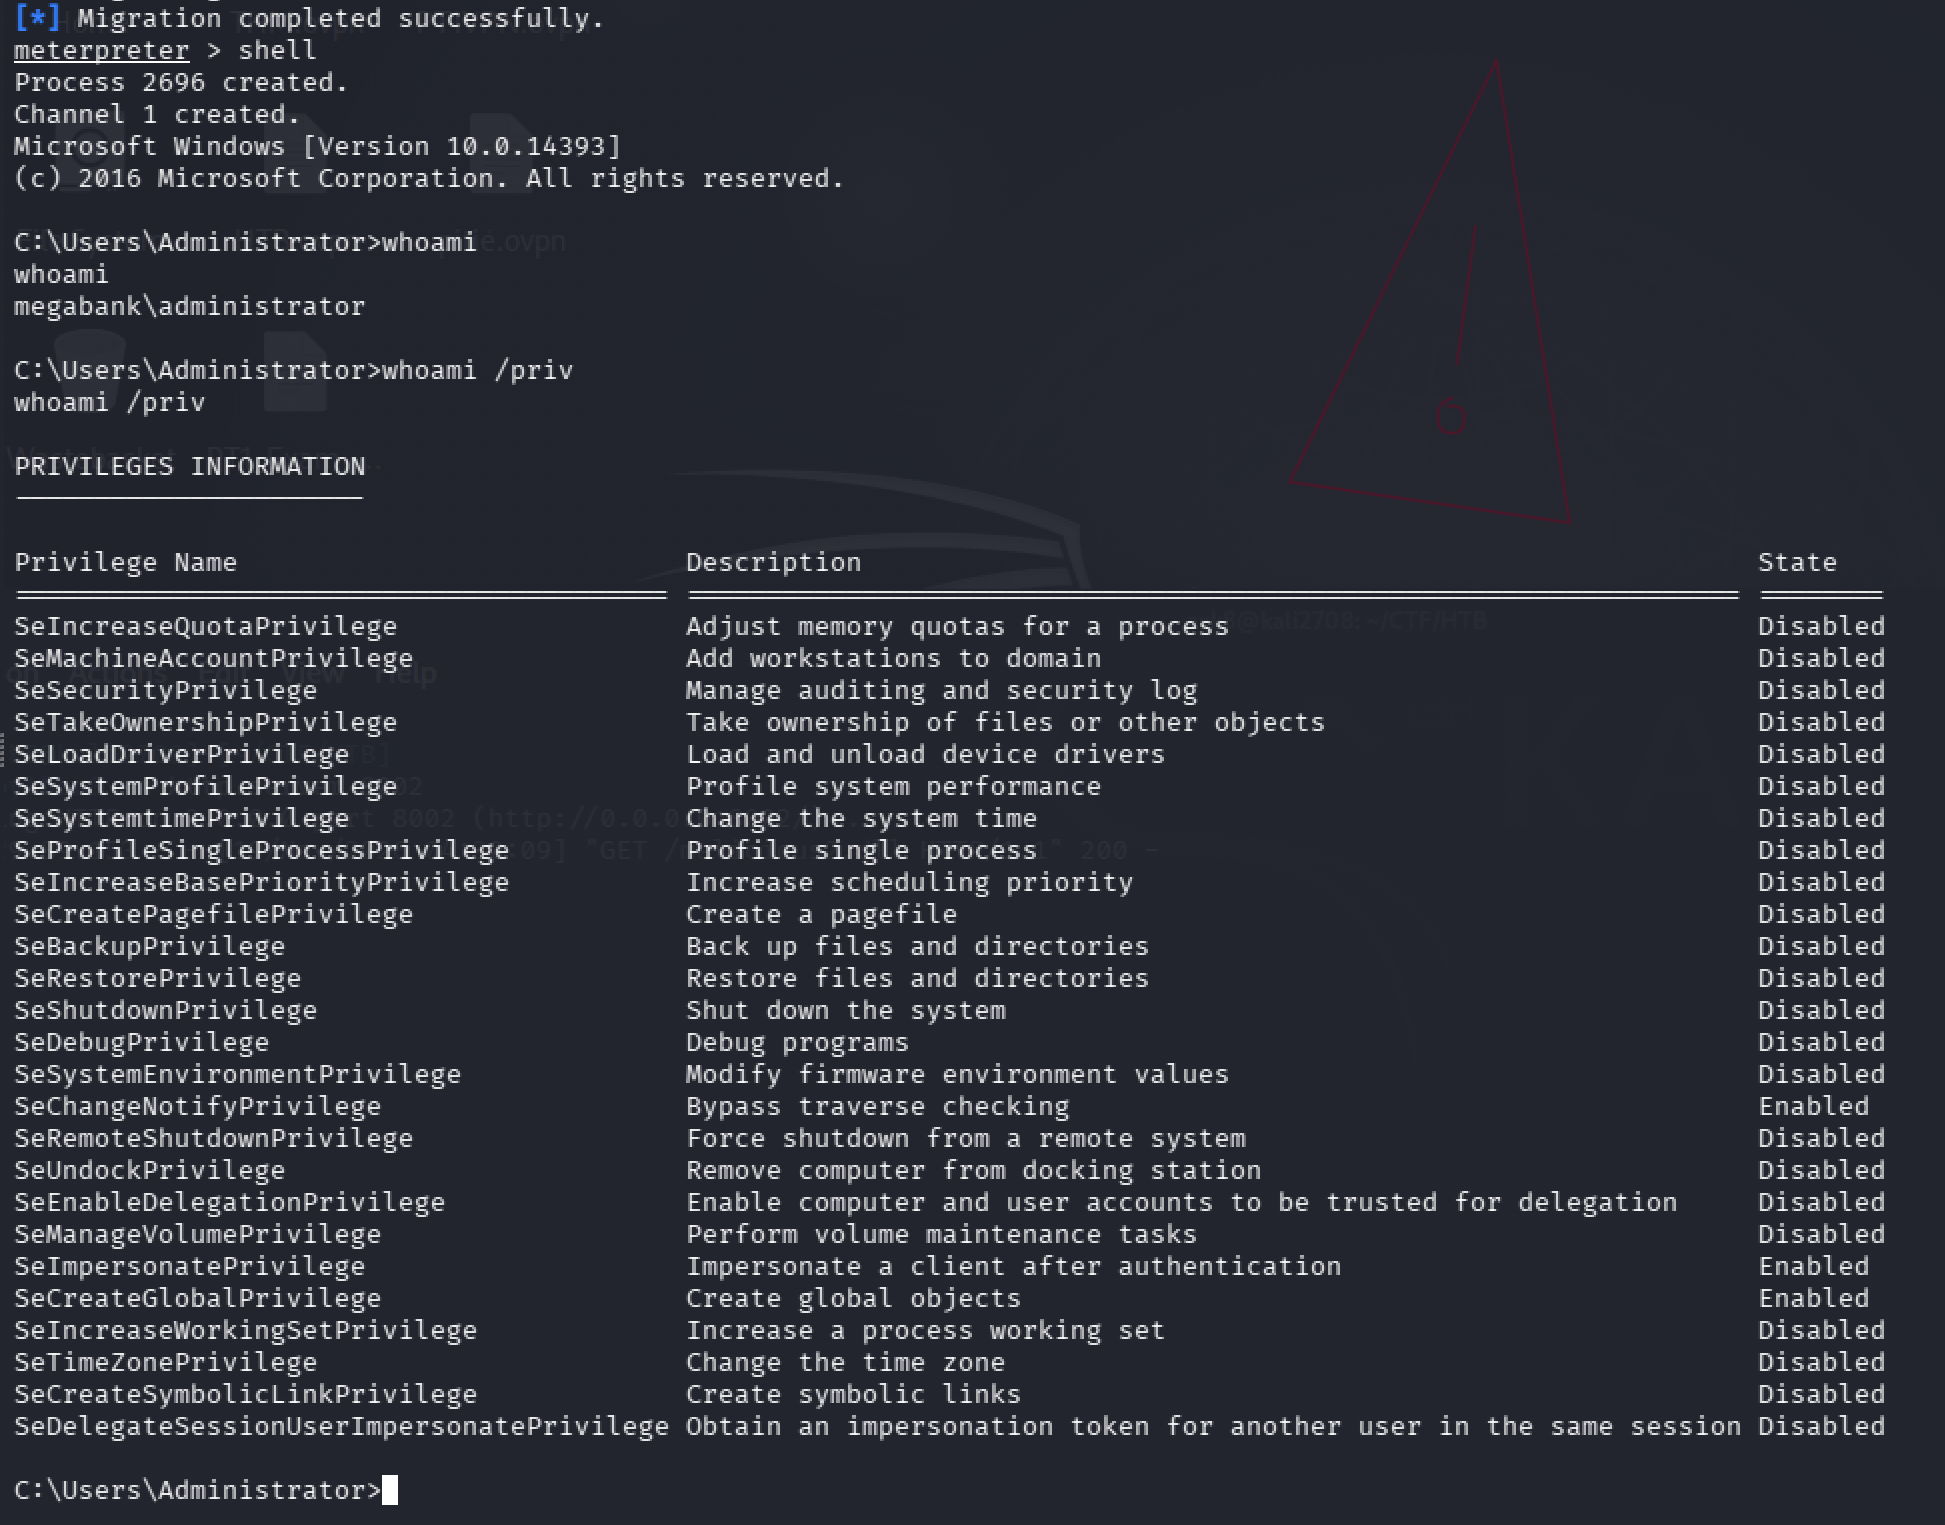 [*] Migration completed successfully.
meterpreter > shell
Process 2696 created.
Channel 1 created.
Microsoft Windows [Version 10.0.14393]
(c) 2016 Microsoft Corporation. All rights reserved.
C:\Users\Administrator>whoami
whoami
megabank\administrator
C:\Users\Administrator>whoami /priv
whoami /priv
PRIVILEGES INFORMATION
Privilege Name Description State
SeIncreaseQuotaPrivilege Adjust memory quotas for a process Disabled
SeMachineAccountPrivilege Add workstations to domain Disabled
SeSecurityPrivilege Manage auditing and security log Disabled
SeTakeOwnershipPrivilege Take ownership of files or other objects Disabled
SeLoadDriverPrivilege Load and unload device drivers Disabled
SeSystemProfilePrivilege Profile system performance Disabled
SeSystemtimePrivilege Change the system time Disabled
SeProfileSingleProcessPrivilege Profile single process Disabled
SeIncreaseBasePriorityPrivilege Increase scheduling priority Disabled
SeCreatePagefilePrivilege Create a pagefile Disabled
SeBackupPrivilege Back up files and directories Disabled
SeRestorePrivilege Restore files and directories Disabled
SeShutdownPrivilege Shut down the system Disabled
SeDebugPrivilege Debug programs Disabled
SeSystemEnvironmentPrivilege Modify firmware environment values Disabled
SeChangeNotifyPrivilege Bypass traverse checking Enabled
SeRemoteShutdownPrivilege Force shutdown from a remote system Disabled
SeUndockPrivilege Remove computer from docking station Disabled
SeEnableDelegationPrivilege Enable computer and user accounts to be trusted for delegation Disabled
SeManageVolumePrivilege Perform volume maintenance tasks Disabled
SeImpersonatePrivilege Impersonate a client after authentication Enabled
SeCreateGlobalPrivilege Create global objects Enabled
SeIncreaseWorkingSetPrivilege Increase a process working set Disabled
SeTimeZonePrivilege Change the time zone Disabled
SeCreateSymbolicLinkPrivilege Create symbolic links Disabled
SeDelegateSessionUserImpersonatePrivilege Obtain an impersonation token for another user in the same session Disabled
C:\Users\Administrator>